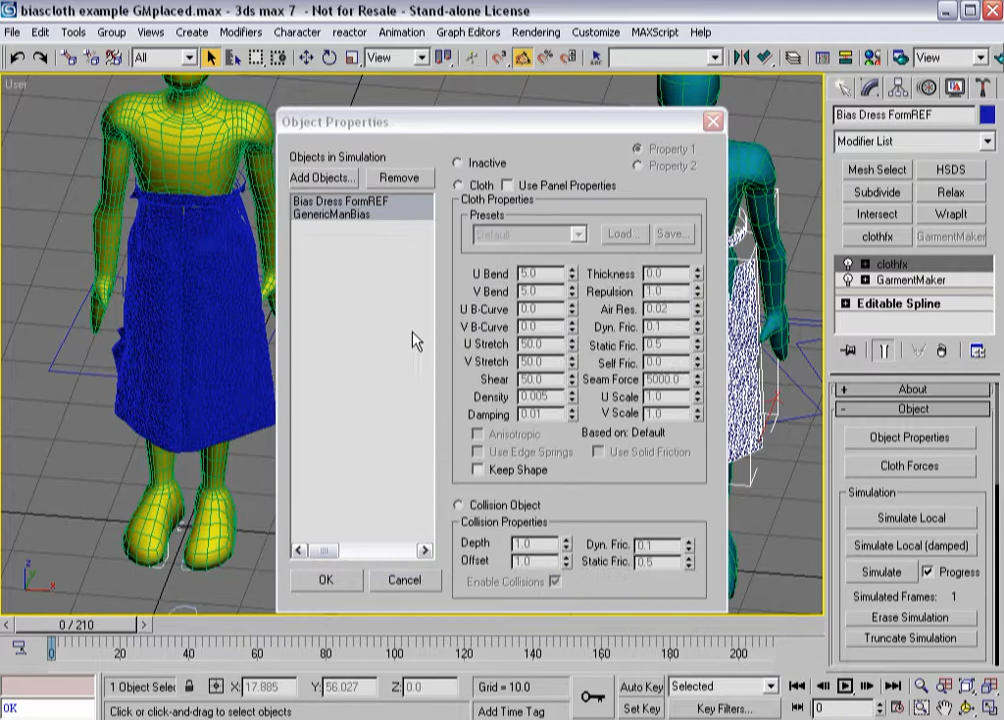 biascloth example GMplaced.max - 3ds max 7 - Not for Resale - Stand-alone License
File Edit Tools Group Views Create Modifiers Character reactor Animation Graph Editors Rendering Customize MAXScript Help
All View View
User
Object Properties
Objects in Simulation
Add Objects... Remove
Bias Dress FormREF
GenericManBias
Inactive
Property 1
Property 2
Cloth Use Panel Properties
Cloth Properties
Presets
Default Load... Save...
U Bend 5.0 Thickness 0.0
V Bend 5.0 Repulsion 1.0
U B-Curve 0.0 Air Res. 0.02
V B-Curve 0.0 Dyn. Fric. 0.1
U Stretch 50.0 Static Fric. 0.5
V Stretch 50.0 Self Fric. 0.0
Shear 50.0 Seam Force 5000.0
Density 0.005 U Scale 1.0
Damping 0.01 V Scale 1.0
Anisotropic Based on: Default
Use Edge Springs Use Solid Friction
Keep Shape
Collision Object
Collision Properties
Depth 1.0 Dyn. Fric. 0.1
Offset 1.0 Static Fric. 0.5
Enable Collisions
OK Cancel
Bias Dress FormREF
Modifier List
Mesh Select HSDS
Subdivide Relax
Intersect WrapIt
clothfx GarmentMaker
clothfx
GarmentMaker
Editable Spline
+ About
- Object
Object Properties
Cloth Forces
Simulation
Simulate Local
Simulate Local (damped)
Simulate Progress
Simulated Frames: 1
Erase Simulation
Truncate Simulation
z
x
< 0 / 210 >
0 20 40 60 80 100 120 140 160 180 200
1 Object Selec X: 17.885 Y: 56.027 Z: 0.0 Grid = 10.0 Auto Key Selected
OK Click or click-and-drag to select objects Add Time Tag Set Key Key Filters... 0